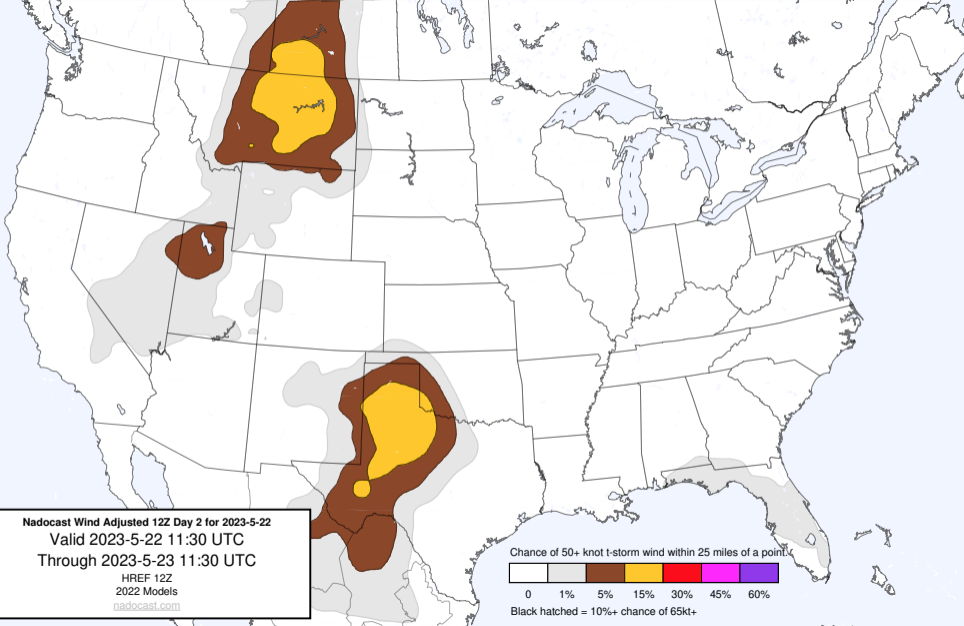 Nadocast Wind Adjusted 12Z Day 2 for 2023-5-22
Valid 2023-5-22 11:30 UTC
Through 2023-5-23 11:30 UTC
HREF 12Z
2022 Models
nadocast.com
Chance of 50+ knot t-storm wind within 25 miles of a point.
0 1% 5% 15% 30% 45% 60%
Black hatched = 10%+ chance of 65kt+